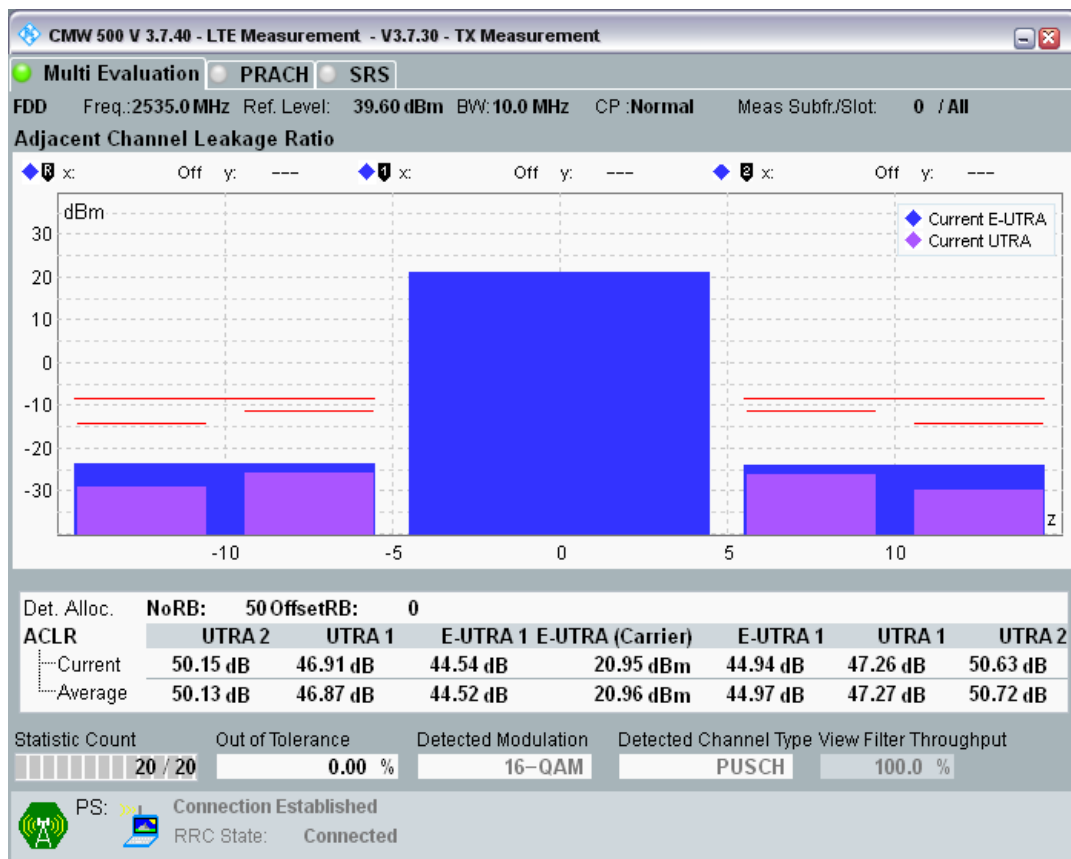 CMW 500 V 3.7.40 - LTE Measurement - V3.7.30 - TX Measurement
Multi Evaluation PRACH SRS
FDD Freq.:2535.0 MHz Ref. Level: 39.60 dBm BW:10.0 MHz CP :Normal Meas Subfr./Slot: 0 / All
Adjacent Channel Leakage Ratio
R x: Off y: --- 1 x: Off y: --- 2 x: Off y: ---
dBm
Current E-UTRA
Current UTRA
30
20
10
0
-10
-20
-30
z
-10 -5 0 5 10
Det. Alloc. NoRB: 50 OffsetRB: 0
ACLR UTRA 2 UTRA 1 E-UTRA 1 E-UTRA (Carrier) E-UTRA 1 UTRA 1 UTRA 2
Current 50.15 dB 46.91 dB 44.54 dB 20.95 dBm 44.94 dB 47.26 dB 50.63 dB
Average 50.13 dB 46.87 dB 44.52 dB 20.96 dBm 44.97 dB 47.27 dB 50.72 dB
Statistic Count Out of Tolerance Detected Modulation Detected Channel Type View Filter Throughput
20 / 20 0.00 % 16-QAM PUSCH 100.0 %
PS: Connection Established
RRC State: Connected